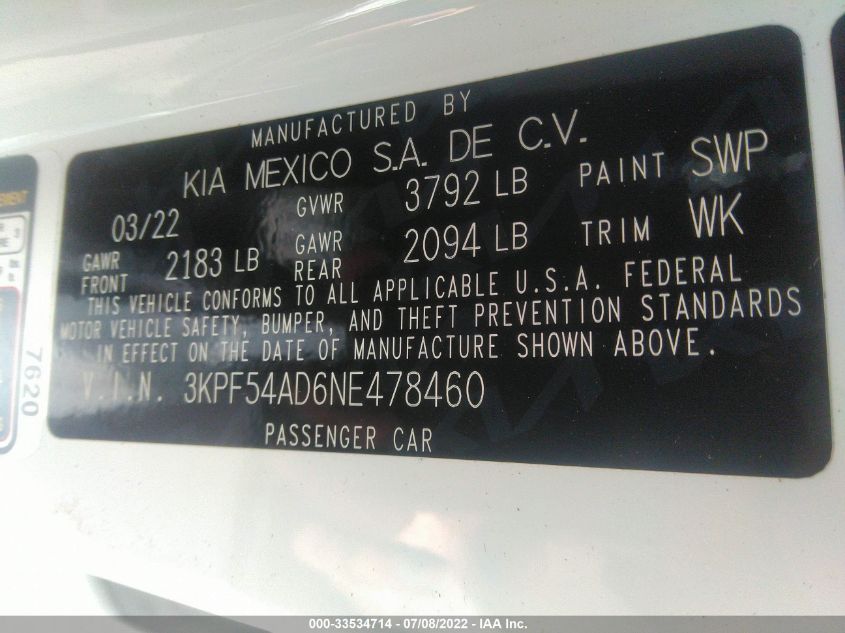 MANUFACTURED BY
KIA MEXICO S.A. DE C.V.
03/22 GVWR 3792 LB PAINT SWP
GAWR FRONT 2183 LB GAWR REAR 2094 LB TRIM WK
THIS VEHICLE CONFORMS TO ALL APPLICABLE U.S.A. FEDERAL
MOTOR VEHICLE SAFETY, BUMPER, AND THEFT PREVENTION STANDARDS
IN EFFECT ON THE DATE OF MANUFACTURE SHOWN ABOVE.
V.I.N. 3KPF54AD6NE478460
PASSENGER CAR
7620
000-33534714 - 07/08/2022 - IAA Inc.